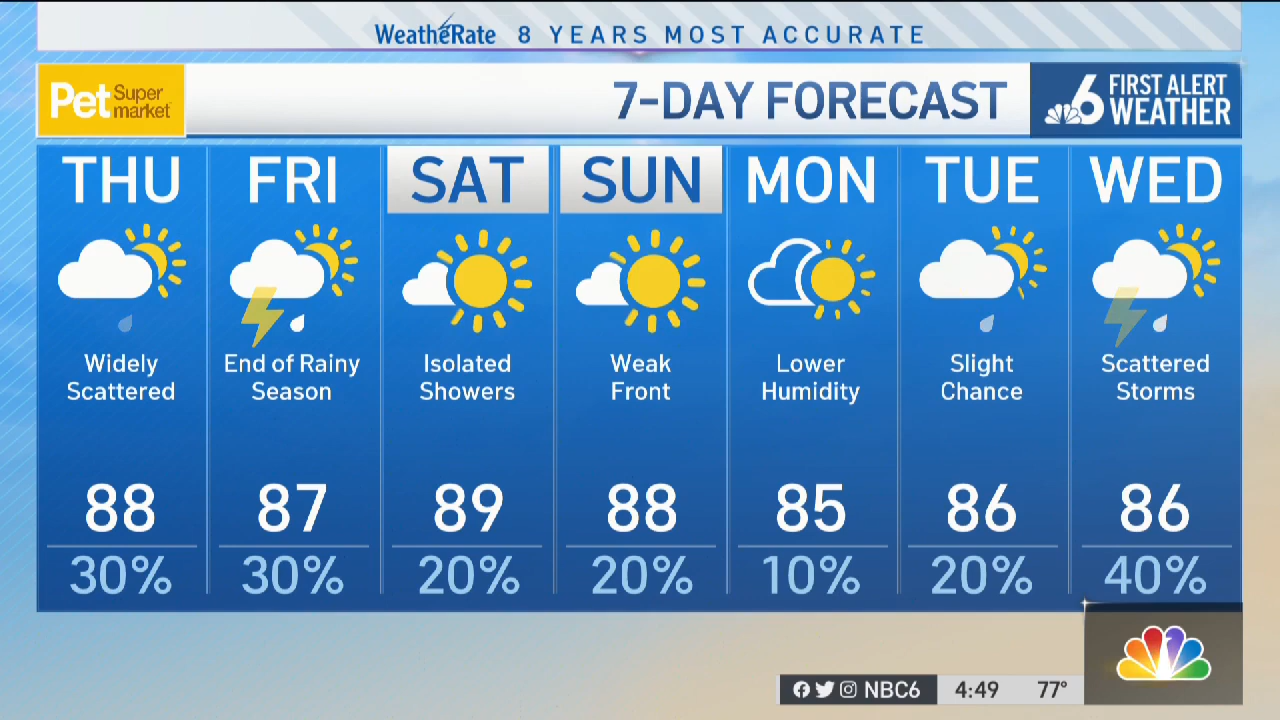 WeatheRate 8 YEARS MOST ACCURATE
Pet Super market
7-DAY FORECAST
6 FIRST ALERT WEATHER
THU FRI SAT SUN MON TUE WED
Widely Scattered
End of Rainy Season
Isolated Showers
Weak Front
Lower Humidity
Slight Chance
Scattered Storms
88 87 89 88 85 86 86
30% 30% 20% 20% 10% 20% 40%
NBC6 4:49 77°